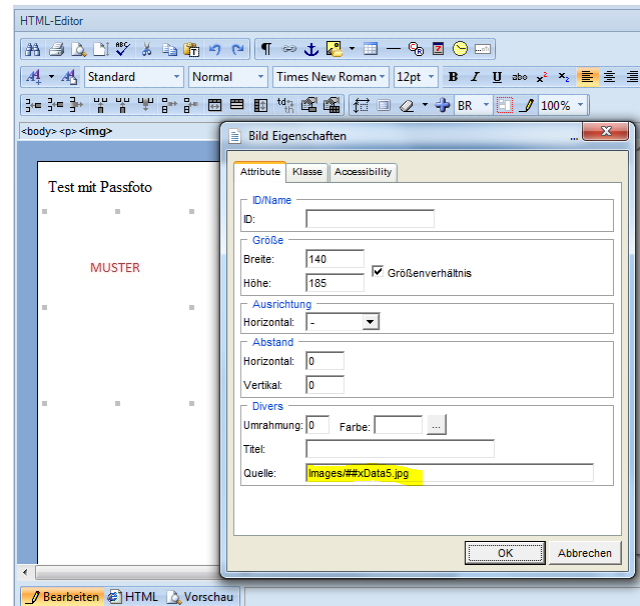 HTML-Editor
Standard Normal Times New Roman 12pt B I U abc x² x₂
BR 100%
<body> <p> <img>
Bild Eigenschaften ...
Attribute Klasse Accessibility
Test mit Passfoto
MUSTER
ID/Name
ID:
Größe
Breite: 140
Größenverhältnis
Höhe: 185
Ausrichtung
Horizontal: -
Abstand
Horizontal: 0
Vertikal: 0
Divers
Umrahmung: 0 Farbe: ...
Titel:
Quelle: Images/##xData5.jpg
OK Abbrechen
Bearbeiten HTML Vorschau